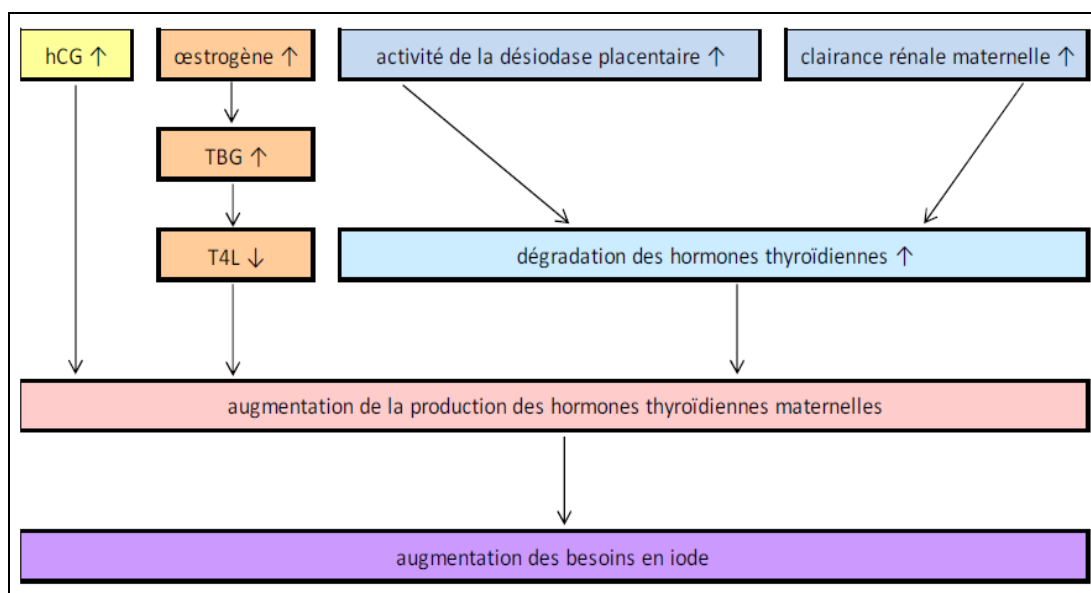 hCG ↑
œstrogène ↑
activité de la désiodase placentaire ↑
clairance rénale maternelle ↑
TBG ↑
T4L ↓
dégradation des hormones thyroïdiennes ↑
augmentation de la production des hormones thyroïdiennes maternelles
augmentation des besoins en iode